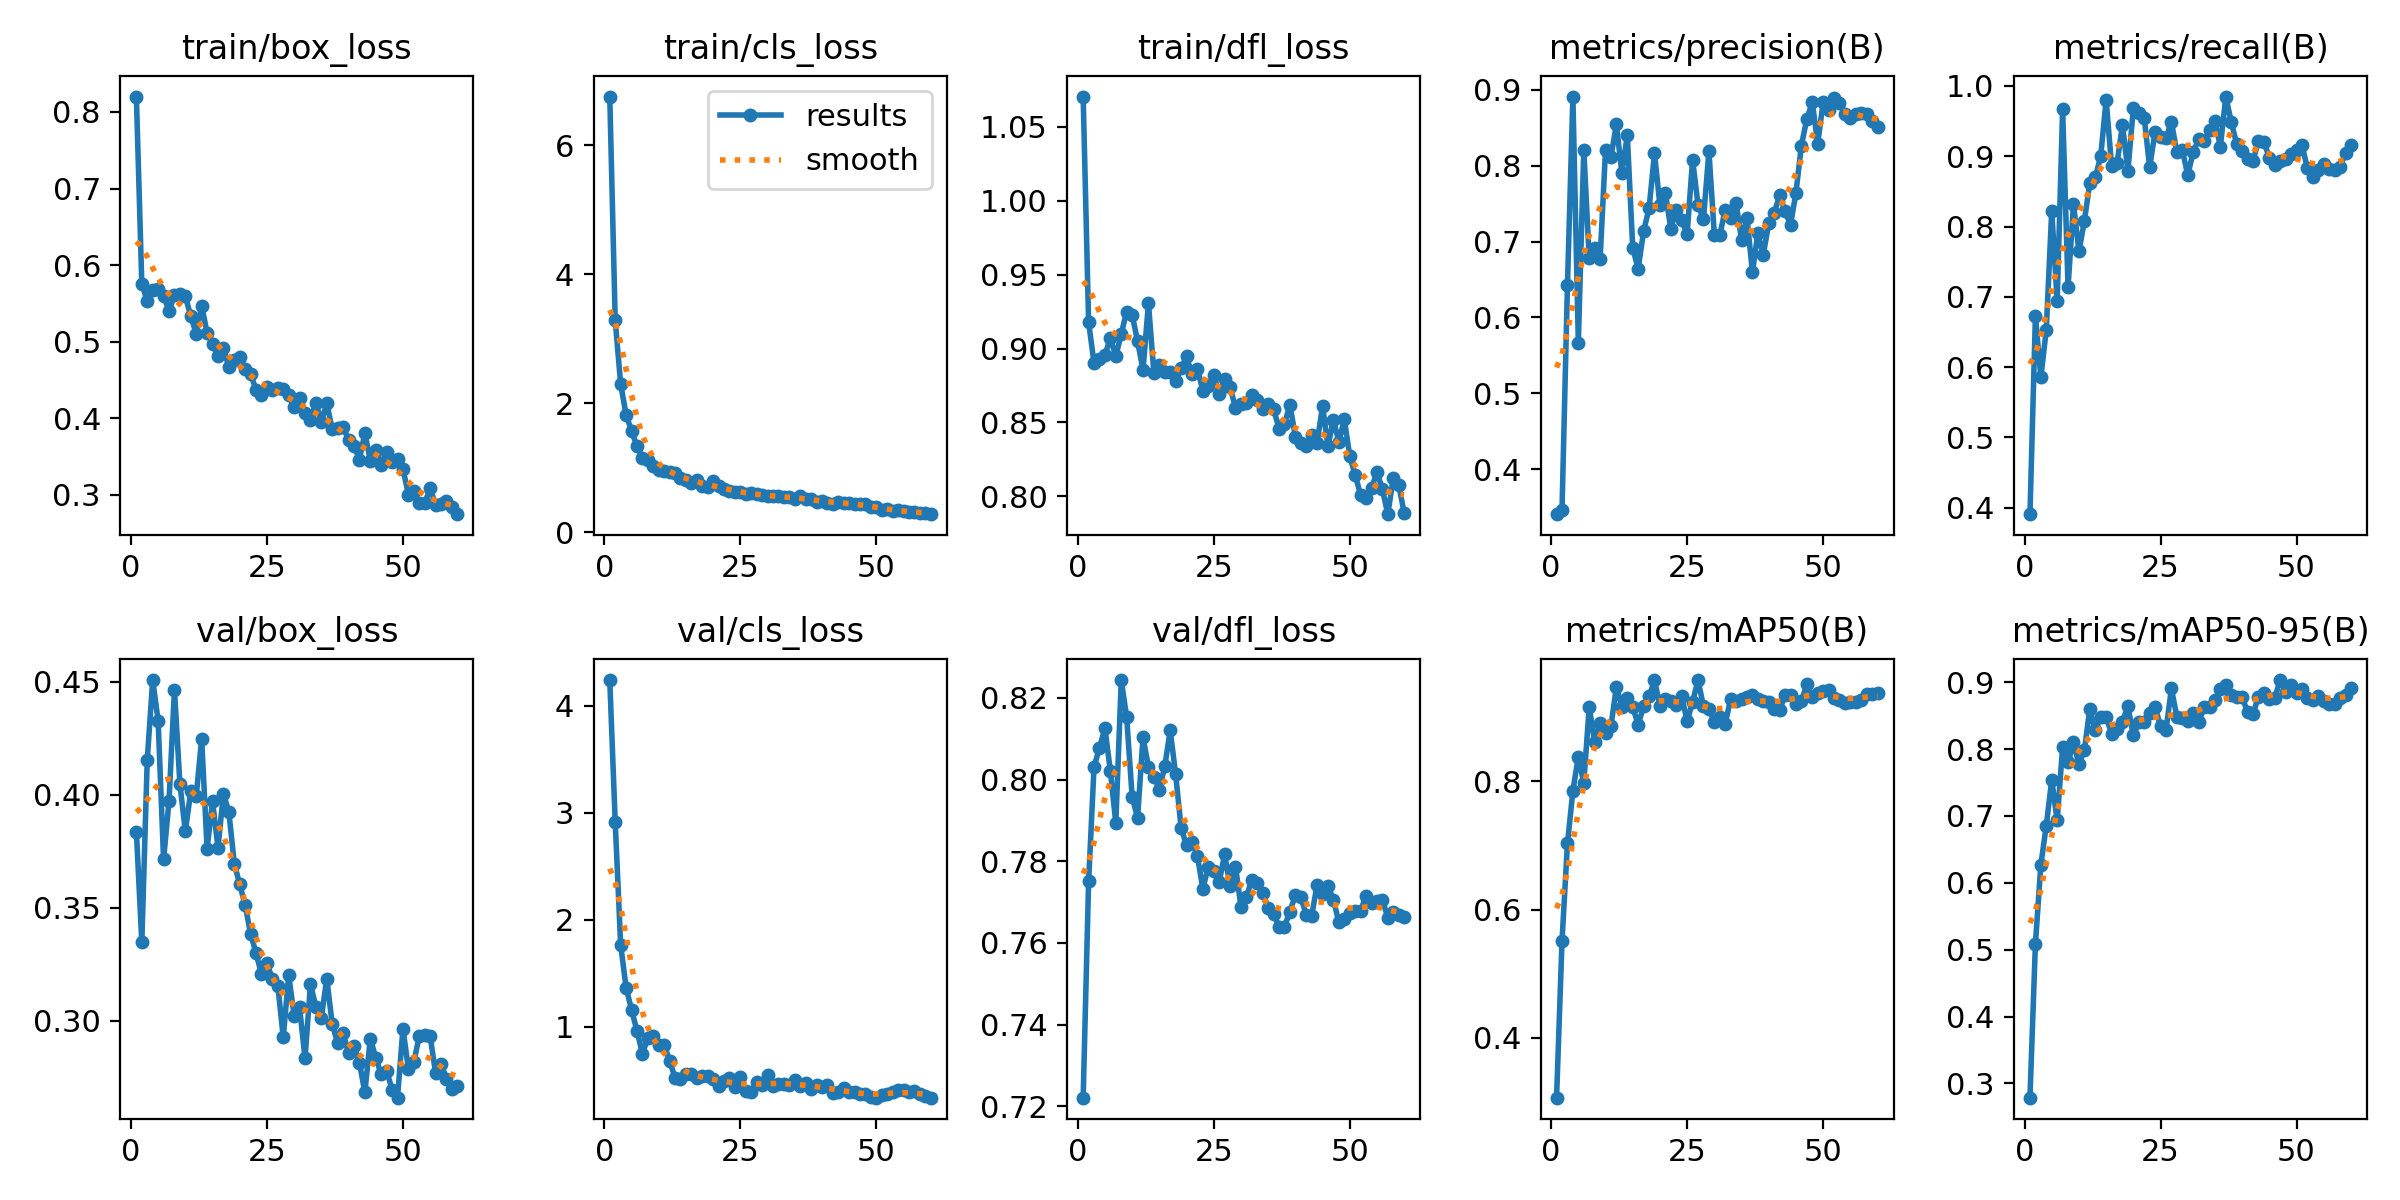 train/box_loss
0.8
0.7
0.6
0.5
0.4
0.3
0 25 50
train/cls_loss
results
smooth
6
4
2
0
0 25 50
train/dfl_loss
1.05
1.00
0.95
0.90
0.85
0.80
0 25 50
metrics/precision(B)
0.9
0.8
0.7
0.6
0.5
0.4
0 25 50
metrics/recall(B)
1.0
0.9
0.8
0.7
0.6
0.5
0.4
0 25 50
val/box_loss
0.45
0.40
0.35
0.30
0 25 50
val/cls_loss
4
3
2
1
0 25 50
val/dfl_loss
0.82
0.80
0.78
0.76
0.74
0.72
0 25 50
metrics/mAP50(B)
0.8
0.6
0.4
0 25 50
metrics/mAP50-95(B)
0.9
0.8
0.7
0.6
0.5
0.4
0.3
0 25 50